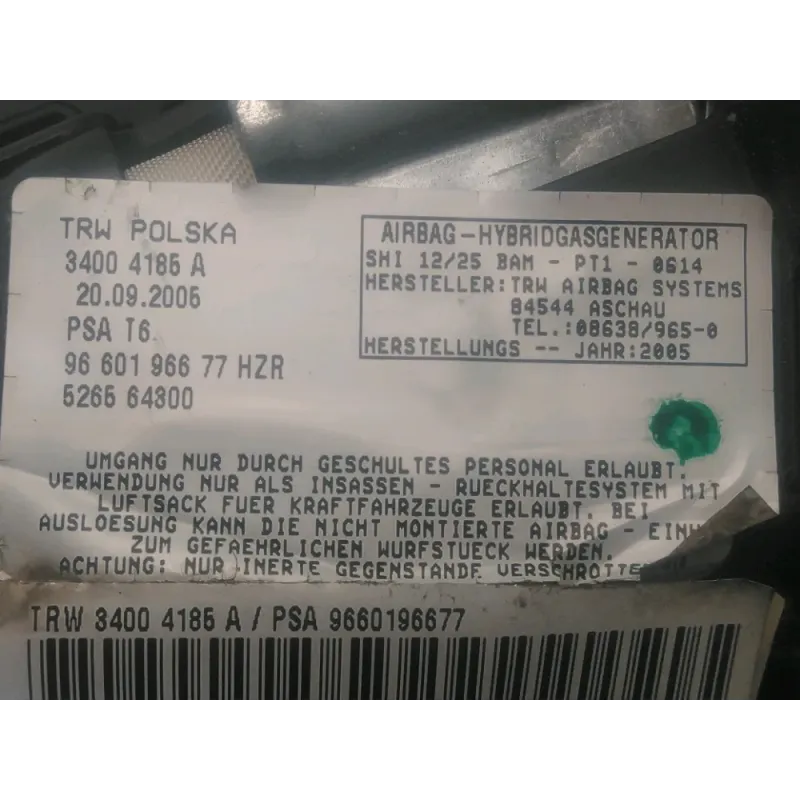 TRW POLSKA
3400 4185 A
20.09.2005
PSA T6
96 601 966 77 HZR
5265 64300
AIRBAG-HYBRIDGASGENERATOR
SHI 12/25 BAM - PT1 - 0614
HERSTELLER:TRW AIRBAG SYSTEMS
84544 ASCHAU
TEL.:08638/965-0
HERSTELLUNGS -- JAHR:2005
UMGANG NUR DURCH GESCHULTES PERSONAL ERLAUBT.
VERWENDUNG NUR ALS INSASSEN - RUECKHALTESYSTEM MIT
LUFTSACK FUER KRAFTFAHRZEUGE ERLAUBT. BEI
AUSLOESUNG KANN DIE NICHT MONTIERTE AIRBAG - EINH
ZUM GEFAEHRLICHEN WURFSTUECK WERDEN.
ACHTUNG: NUR INERTE GEGENSTANDE VERSCHROTTE
TRW 3400 4185 A / PSA 9660196677